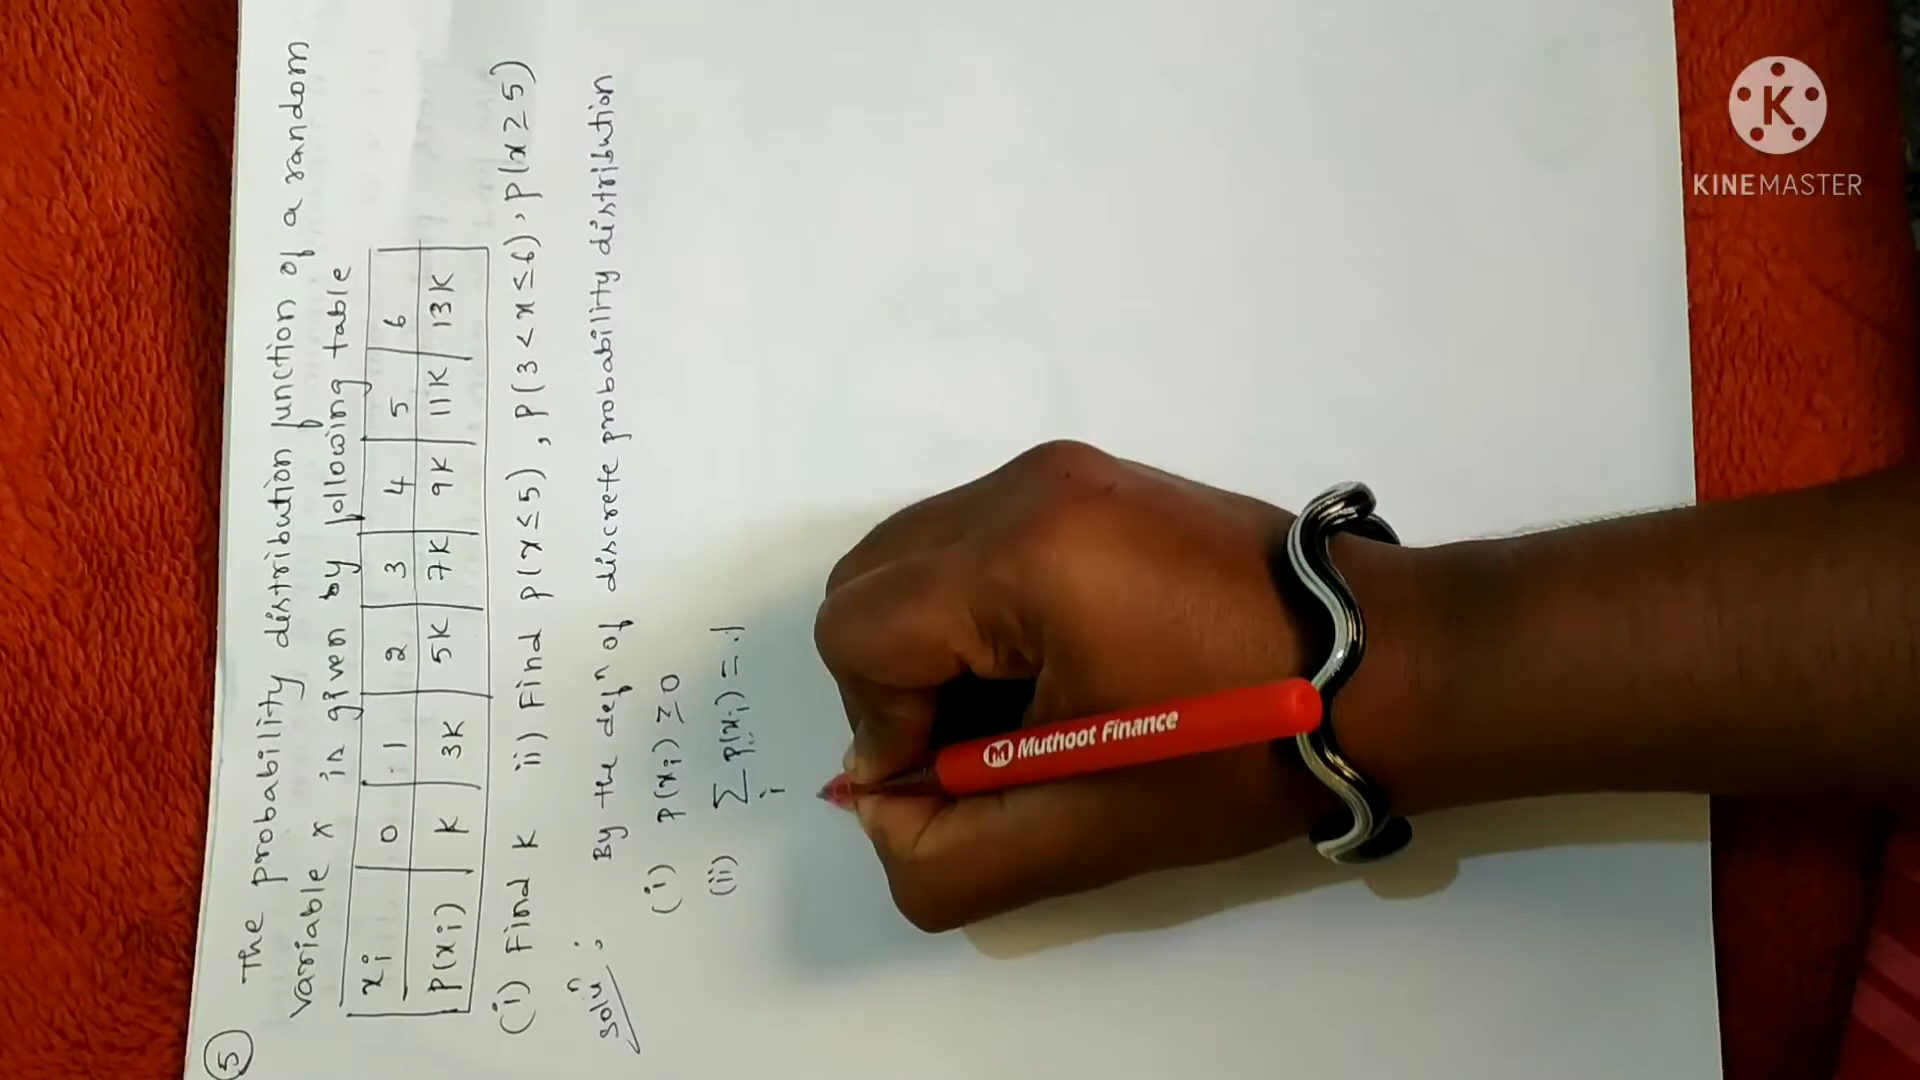 5 The probability distribution function of a random
variable x is given by following table
xi 0 1 2 3 4 5 6
P(xi) K 3K 5K 7K 9K 11K 13K
(i) Find K ii) Find P(x≤5), P(3<x≤6), P(x≥5)
Soluⁿ: By the defⁿ of discrete probability distribution
(i) P(xi) ≥ 0
(ii) ∑i P(xi) = 1
Muthoot Finance
K
KINEMASTER